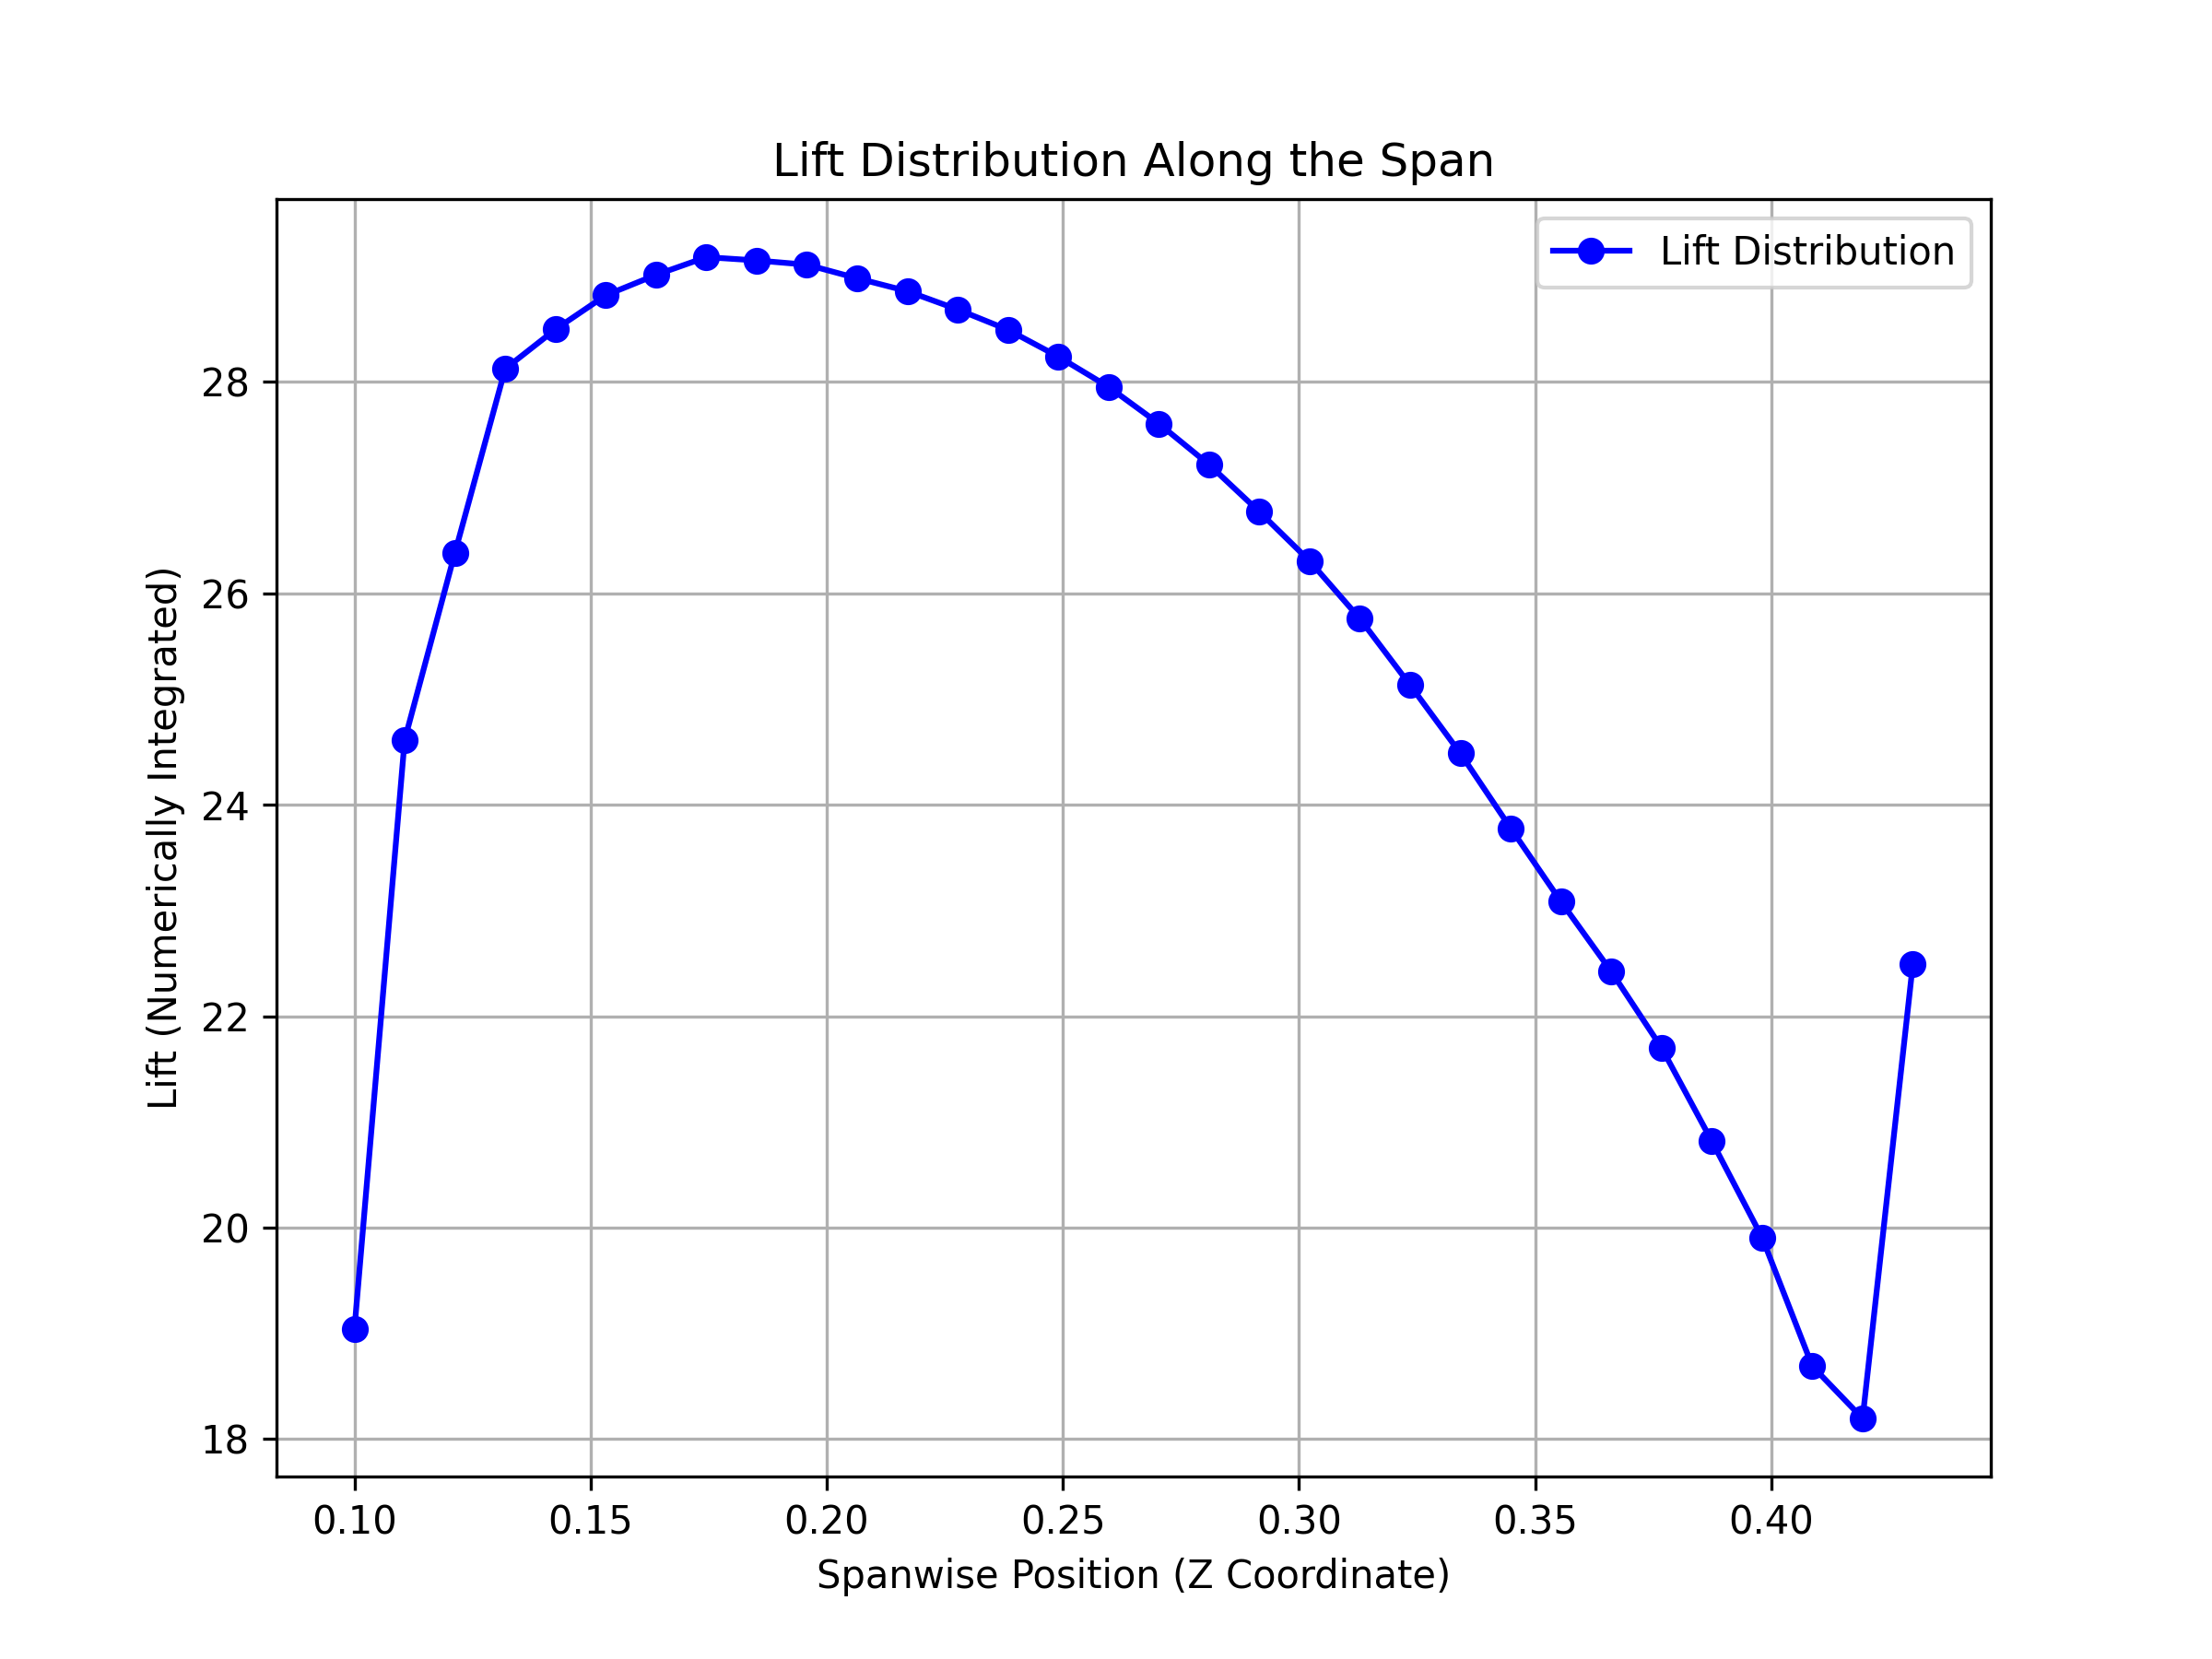 Lift Distribution Along the Span
Lift Distribution
Lift (Numerically Integrated)
28
26
24
22
20
18
0.10 0.15 0.20 0.25 0.30 0.35 0.40
Spanwise Position (Z Coordinate)